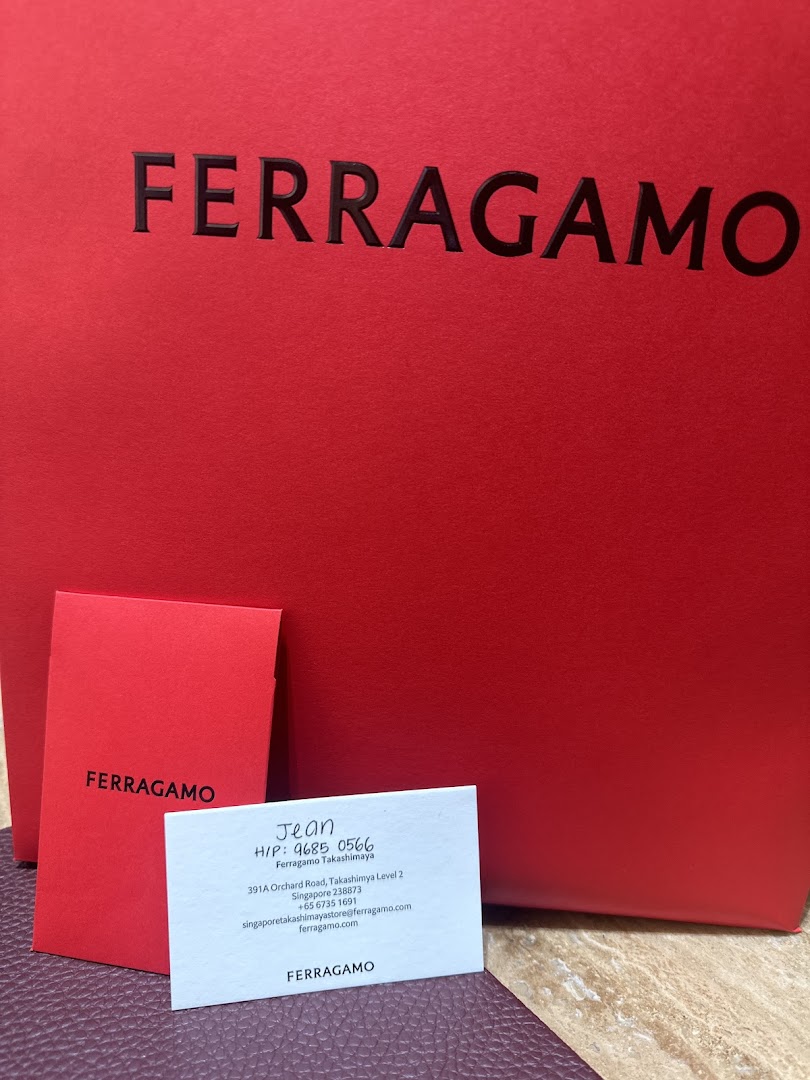 FERRAGAMO
FERRAGAMO
Jean
H/P: 9685 0566
Ferragamo Takashimaya
391A Orchard Road, Takashimya Level 2
Singapore 238873
+65 6735 1691
singaporetakashimayastore@ferragamo.com
ferragamo.com
FERRAGAMO